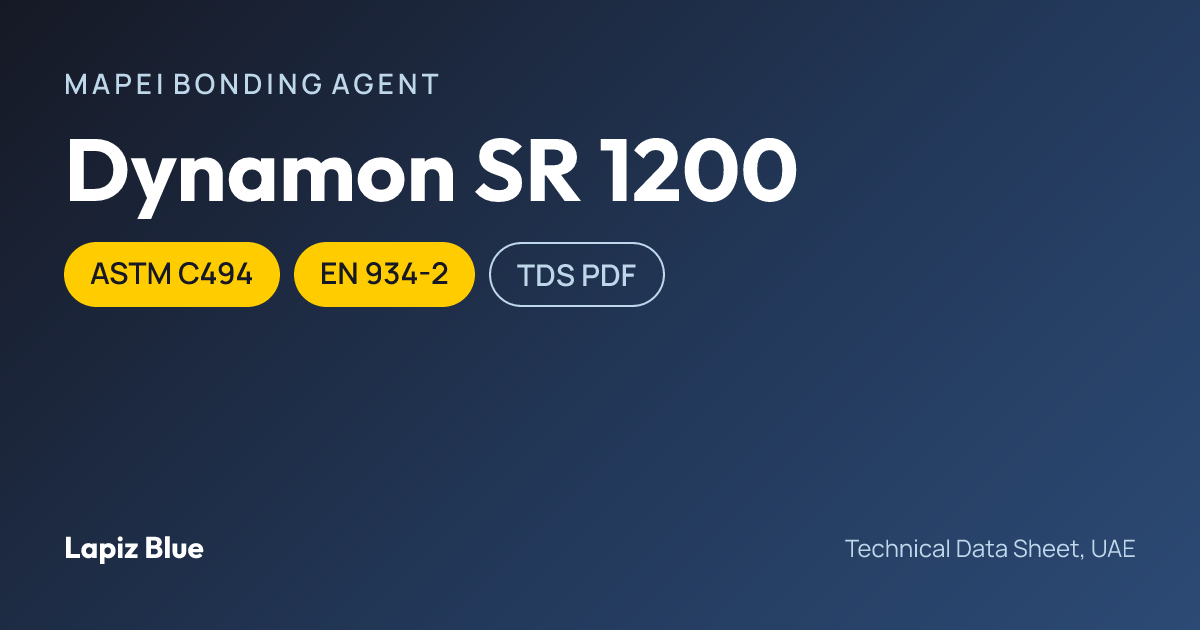 MAPEI BONDING AGENT
Dynamon SR 1200
ASTM C494 EN 934-2 TDS PDF
Lapiz Blue Technical Data Sheet, UAE